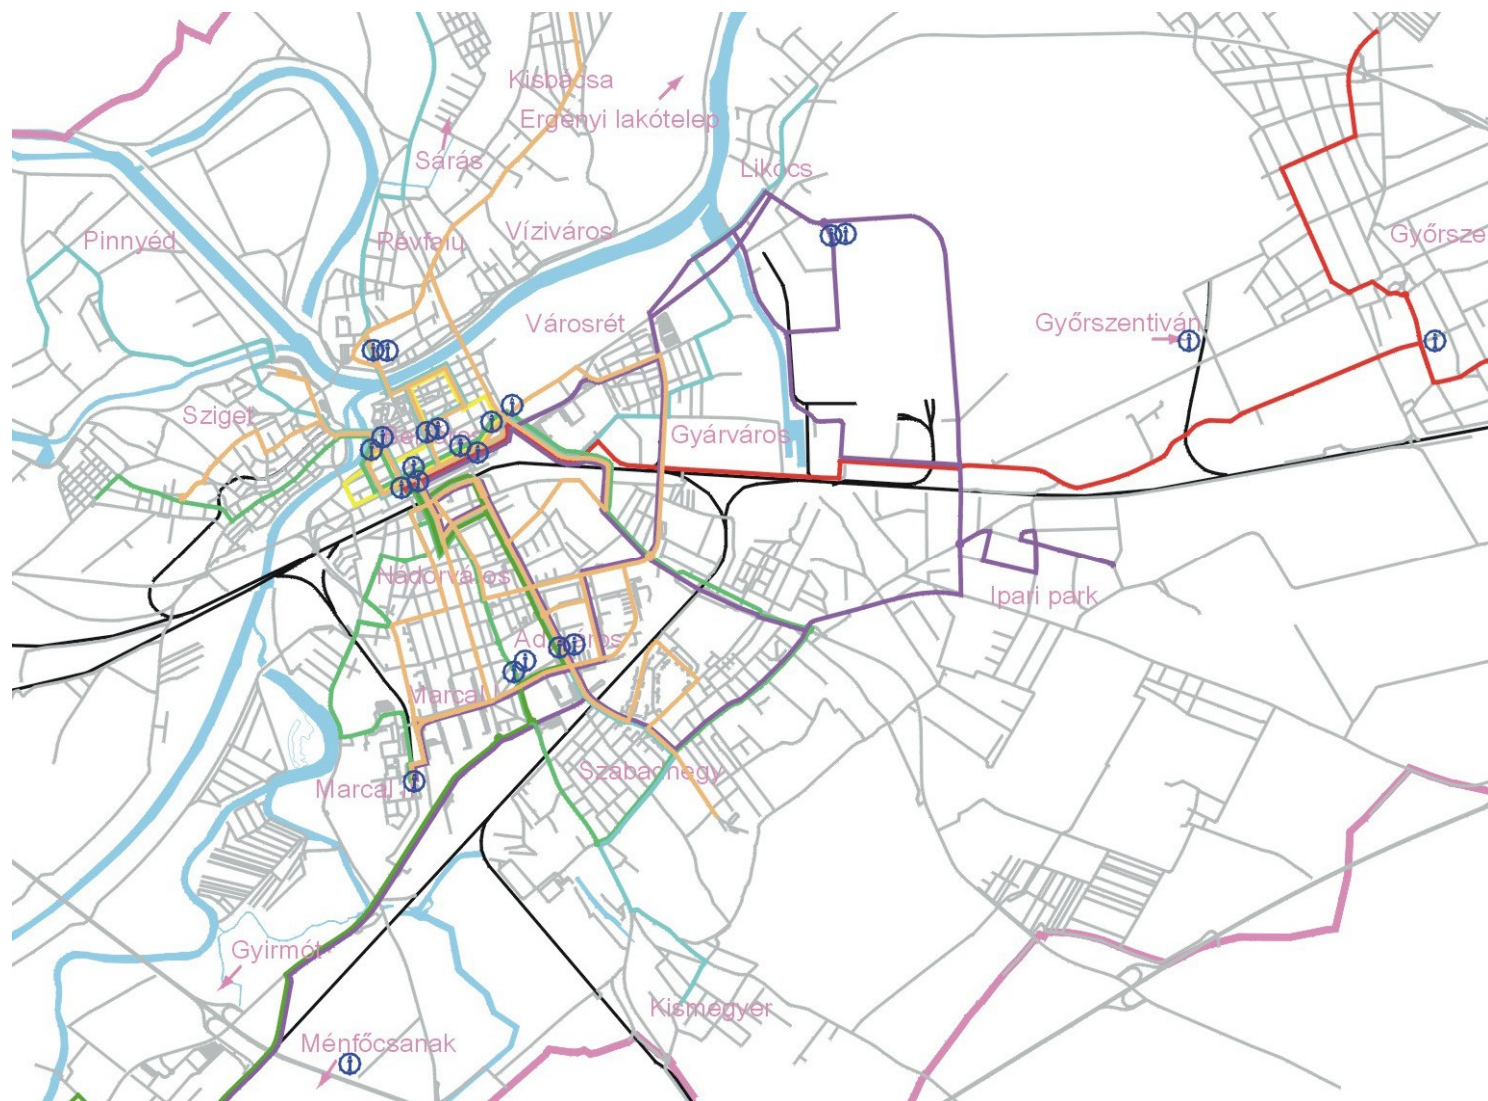 Kisbácsa
Ergényi lakótelep
Sárás
Likócs
Pinnyéd
Révfalu
Víziváros
Győrsze
Városrét
Győrszentiván
Sziget
Gyárváros
Nádorváros
Ipari park
Marcal
Szabadhegy
Marcal
Gyirmót
Kismegyer
Ménfőcsanak